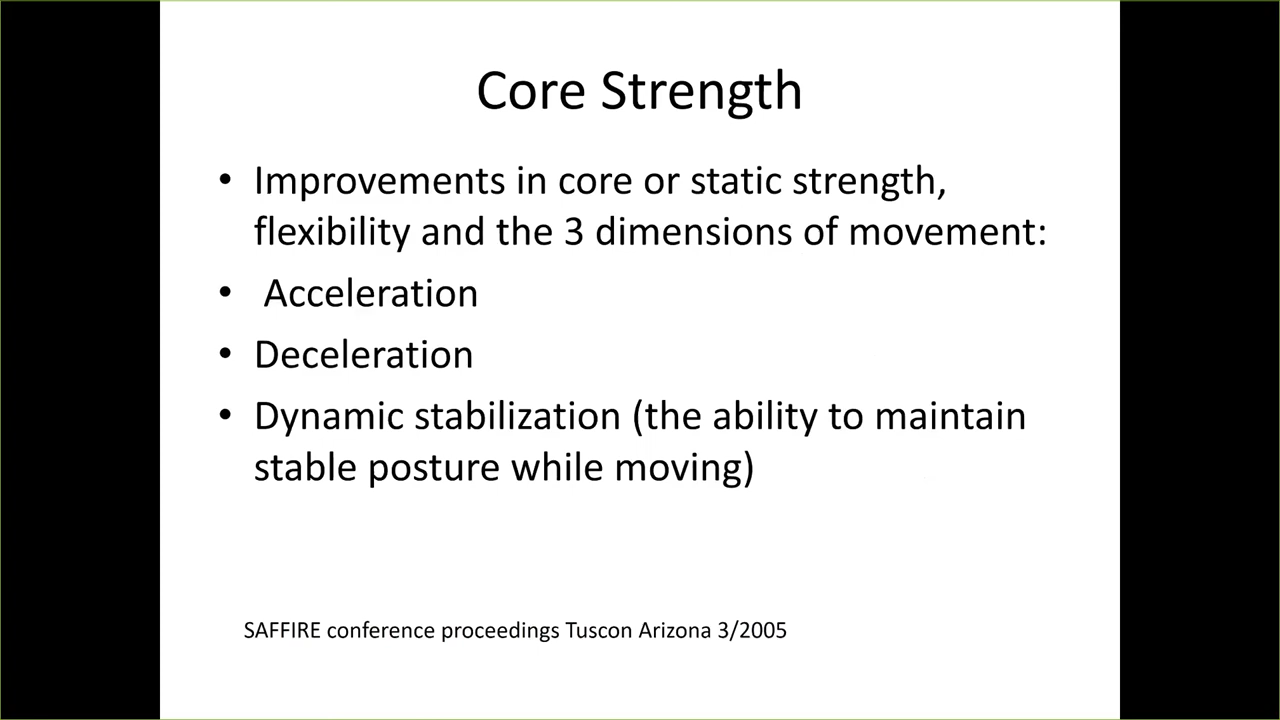 Core Strength
• Improvements in core or static strength,
flexibility and the 3 dimensions of movement:
• Acceleration
• Deceleration
• Dynamic stabilization (the ability to maintain
stable posture while moving)
SAFFIRE conference proceedings Tuscon Arizona 3/2005